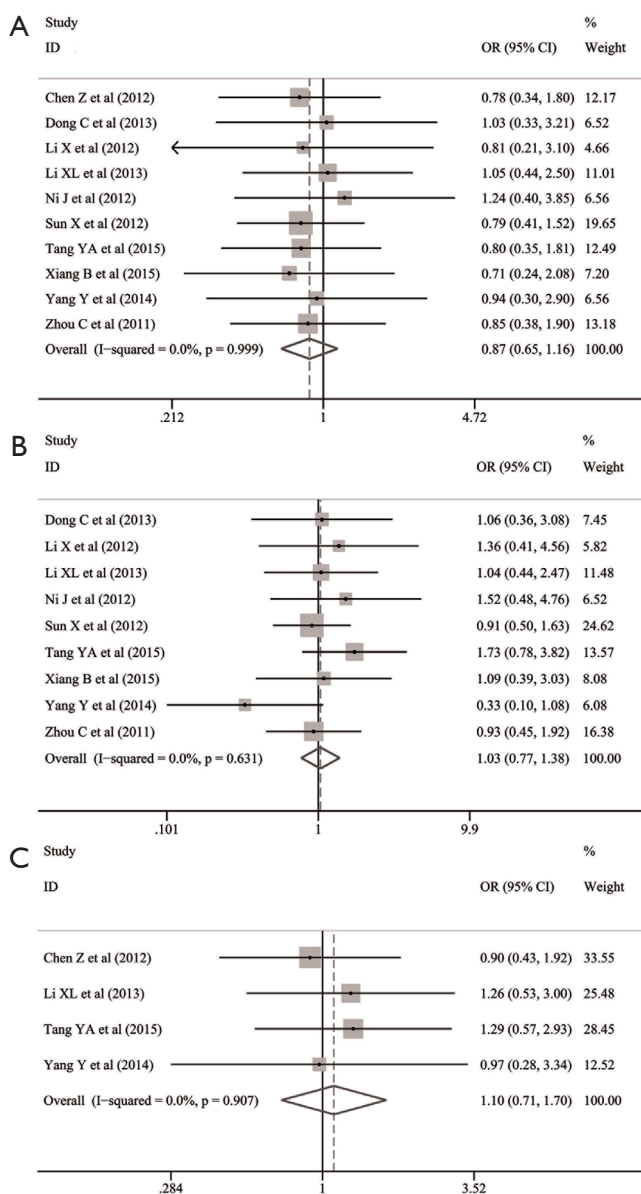 A
Study %
ID OR (95% CI) Weight
Chen Z et al (2012) 0.78 (0.34, 1.80) 12.17
Dong C et al (2013) 1.03 (0.33, 3.21) 6.52
Li X et al (2012) 0.81 (0.21, 3.10) 4.66
Li XL et al (2013) 1.05 (0.44, 2.50) 11.01
Ni J et al (2012) 1.24 (0.40, 3.85) 6.56
Sun X et al (2012) 0.79 (0.41, 1.52) 19.65
Tang YA et al (2015) 0.80 (0.35, 1.81) 12.49
Xiang B et al (2015) 0.71 (0.24, 2.08) 7.20
Yang Y et al (2014) 0.94 (0.30, 2.90) 6.56
Zhou C et al (2011) 0.85 (0.38, 1.90) 13.18
Overall (I−squared = 0.0%, p = 0.999) 0.87 (0.65, 1.16) 100.00
.212 1 4.72
B
Study %
ID OR (95% CI) Weight
Dong C et al (2013) 1.06 (0.36, 3.08) 7.45
Li X et al (2012) 1.36 (0.41, 4.56) 5.82
Li XL et al (2013) 1.04 (0.44, 2.47) 11.48
Ni J et al (2012) 1.52 (0.48, 4.76) 6.52
Sun X et al (2012) 0.91 (0.50, 1.63) 24.62
Tang YA et al (2015) 1.73 (0.78, 3.82) 13.57
Xiang B et al (2015) 1.09 (0.39, 3.03) 8.08
Yang Y et al (2014) 0.33 (0.10, 1.08) 6.08
Zhou C et al (2011) 0.93 (0.45, 1.92) 16.38
Overall (I−squared = 0.0%, p = 0.631) 1.03 (0.77, 1.38) 100.00
.101 1 9.9
C
Study %
ID OR (95% CI) Weight
Chen Z et al (2012) 0.90 (0.43, 1.92) 33.55
Li XL et al (2013) 1.26 (0.53, 3.00) 25.48
Tang YA et al (2015) 1.29 (0.57, 2.93) 28.45
Yang Y et al (2014) 0.97 (0.28, 3.34) 12.52
Overall (I−squared = 0.0%, p = 0.907) 1.10 (0.71, 1.70) 100.00
.284 1 3.52